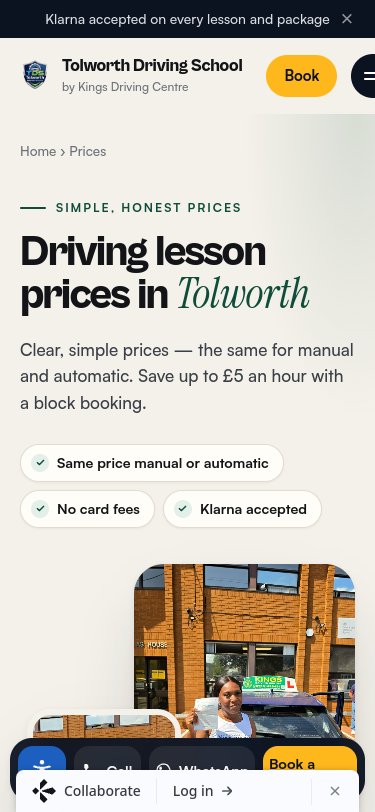 Klarna accepted on every lesson and package
Tolworth Driving School
by Kings Driving Centre
Book
Home › Prices
SIMPLE, HONEST PRICES
Driving lesson
prices in Tolworth
Clear, simple prices — the same for manual
and automatic. Save up to £5 an hour with
a block booking.
Same price manual or automatic
No card fees
Klarna accepted
HOUSE
KINGS
L
Call
WhatsApp
Book a
Collaborate
Log in →